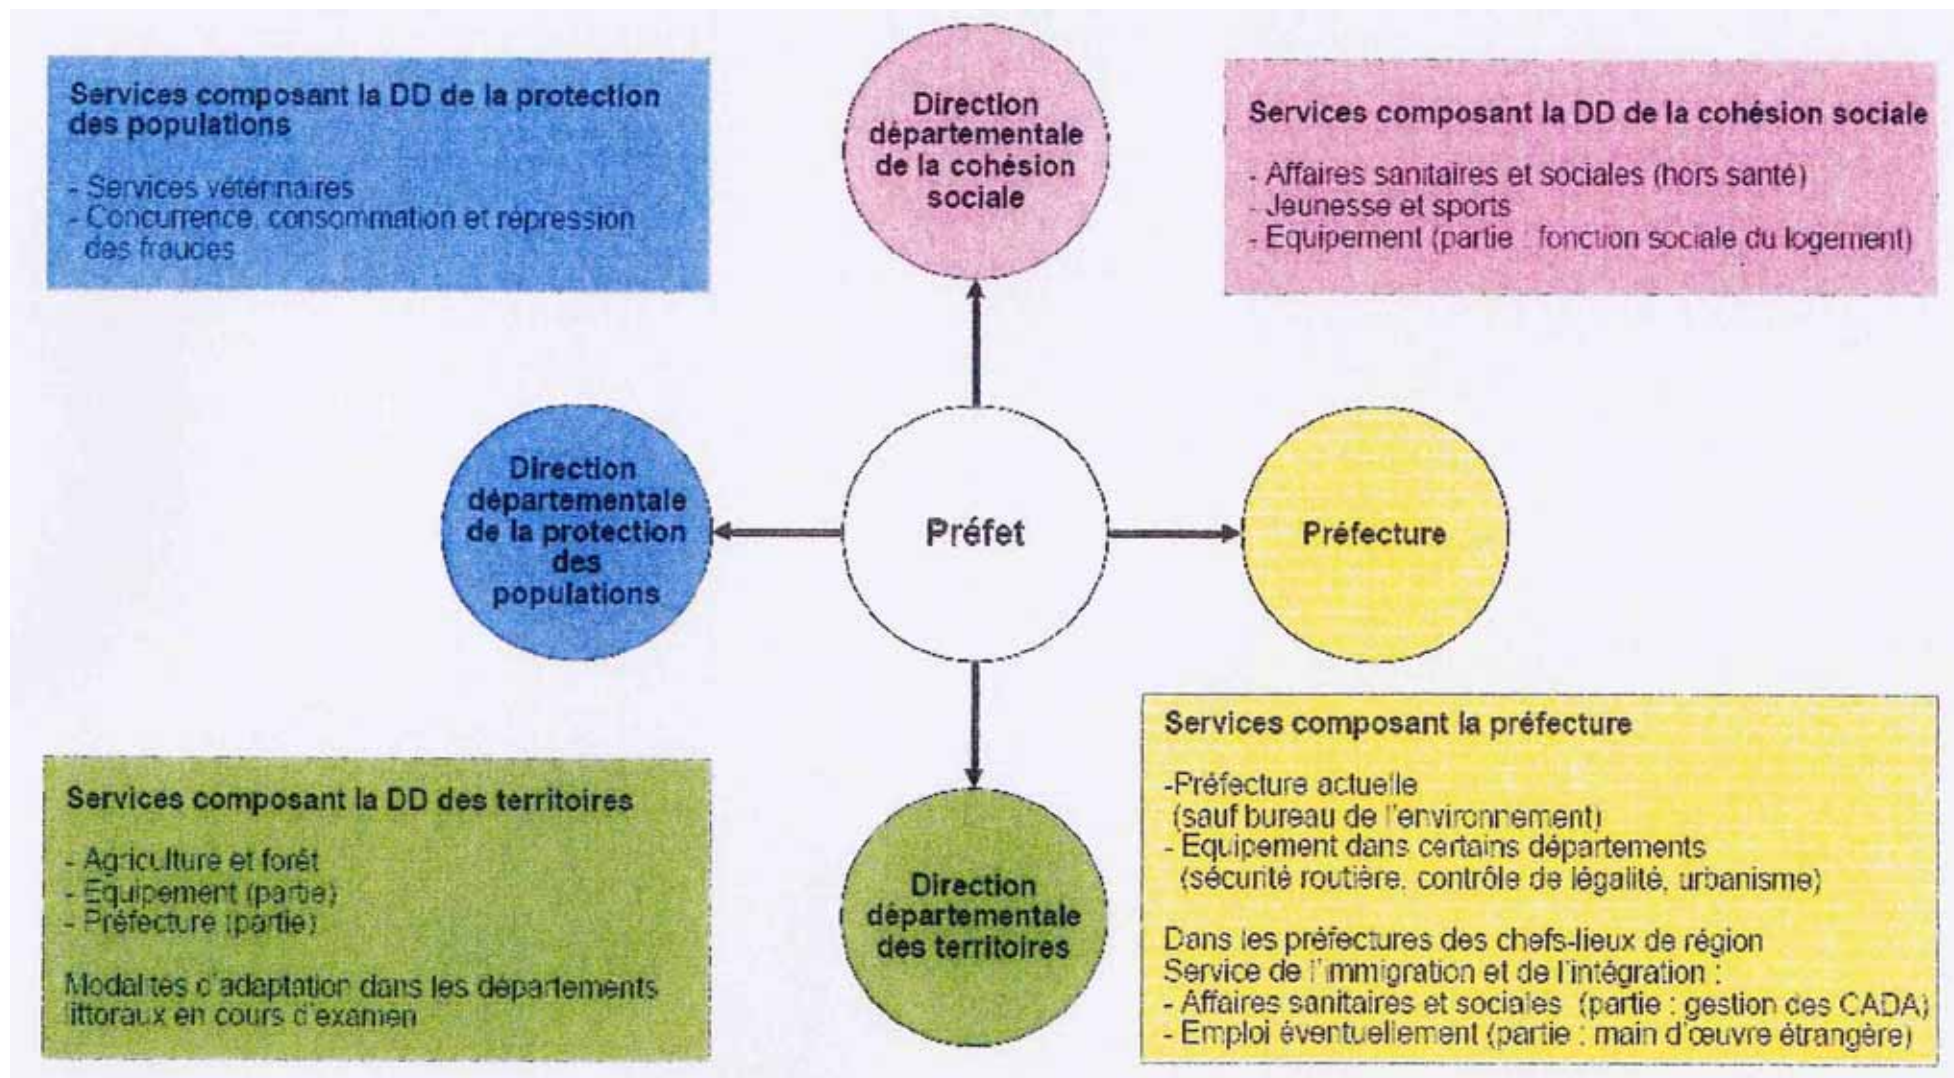 Services composant la DD de la protection
des populations
- Services vétérinaires
- Concurrence, consommation et répression
des fraudes
Direction
départementale
de la cohésion
sociale
Services composant la DD de la cohésion sociale
- Affaires sanitaires et sociales (hors santé)
- Jeunesse et sports
- Equipement (partie : fonction sociale du logement)
Direction
départementale
de la protection
des
populations
Préfet
Préfecture
Services composant la DD des territoires
- Agriculture et forêt
- Equipement (partie)
- Préfecture (partie)
Modalités d'adaptation dans les départements
littoraux en cours d'examen
Direction
départementale
des territoires
Services composant la préfecture
-Préfecture actuelle
(sauf bureau de l'environnement)
- Equipement dans certains départements
(sécurité routière, contrôle de légalité, urbanisme)
Dans les préfectures des chefs-lieux de région
Service de l'immigration et de l'intégration :
- Affaires sanitaires et sociales (partie : gestion des CADA)
- Emploi éventuellement (partie : main d'œuvre étrangère)